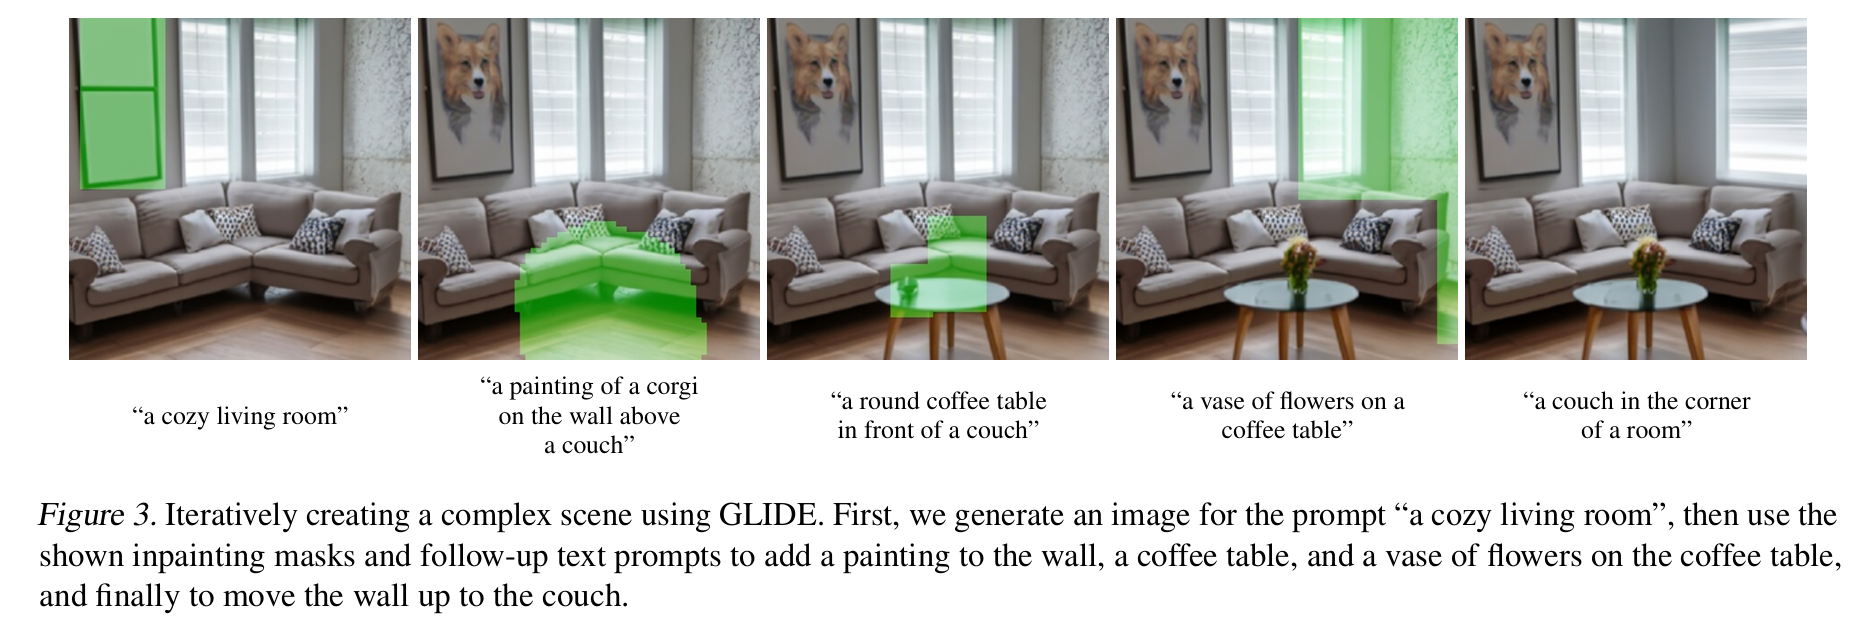 “a cozy living room”
“a painting of a corgi
on the wall above
a couch”
“a round coffee table
in front of a couch”
“a vase of flowers on a
coffee table”
“a couch in the corner
of a room”
Figure 3. Iteratively creating a complex scene using GLIDE. First, we generate an image for the prompt “a cozy living room”, then use the
shown inpainting masks and follow-up text prompts to add a painting to the wall, a coffee table, and a vase of flowers on the coffee table,
and finally to move the wall up to the couch.